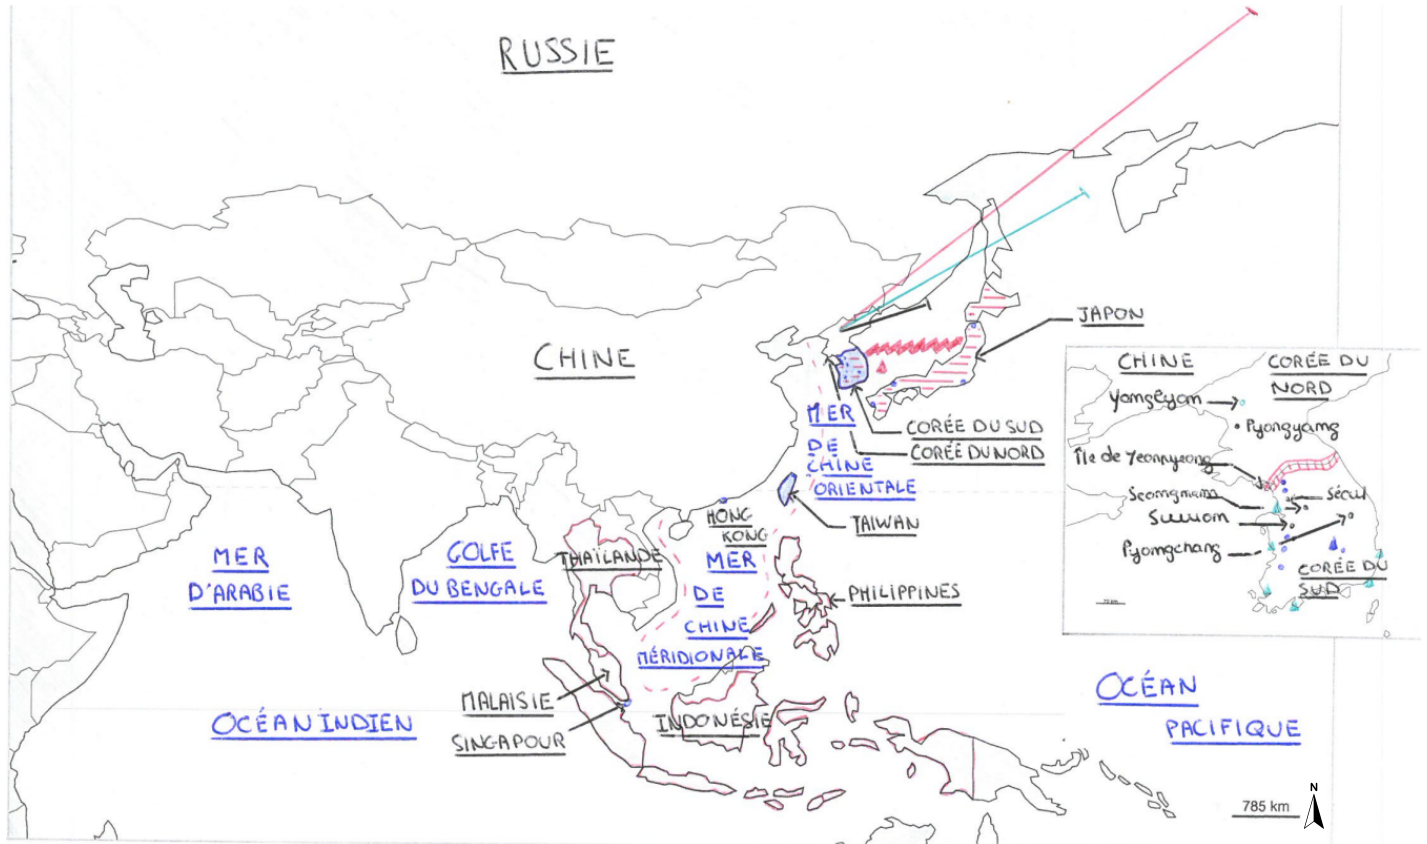 RUSSIE
CHINE
JAPON
MER
DE
CHINE
ORIENTALE
CORÉE DU SUD
CORÉE DU NORD
TAIWAN
HONG
KONG
THAÏLANDE
MER
DE
CHINE
MÉRIDIONALE
PHILIPPINES
MER
D'ARABIE
GOLFE
DU BENGALE
MALAISIE
SINGAPOUR
INDONÉSIE
OCÉAN INDIEN
OCÉAN
PACIFIQUE
CHINE
CORÉE DU
NORD
Pyongyang
Île de Yeonpyeong
Séoul
Suwon
Pyongchang
CORÉE DU
SUD
785 km
N